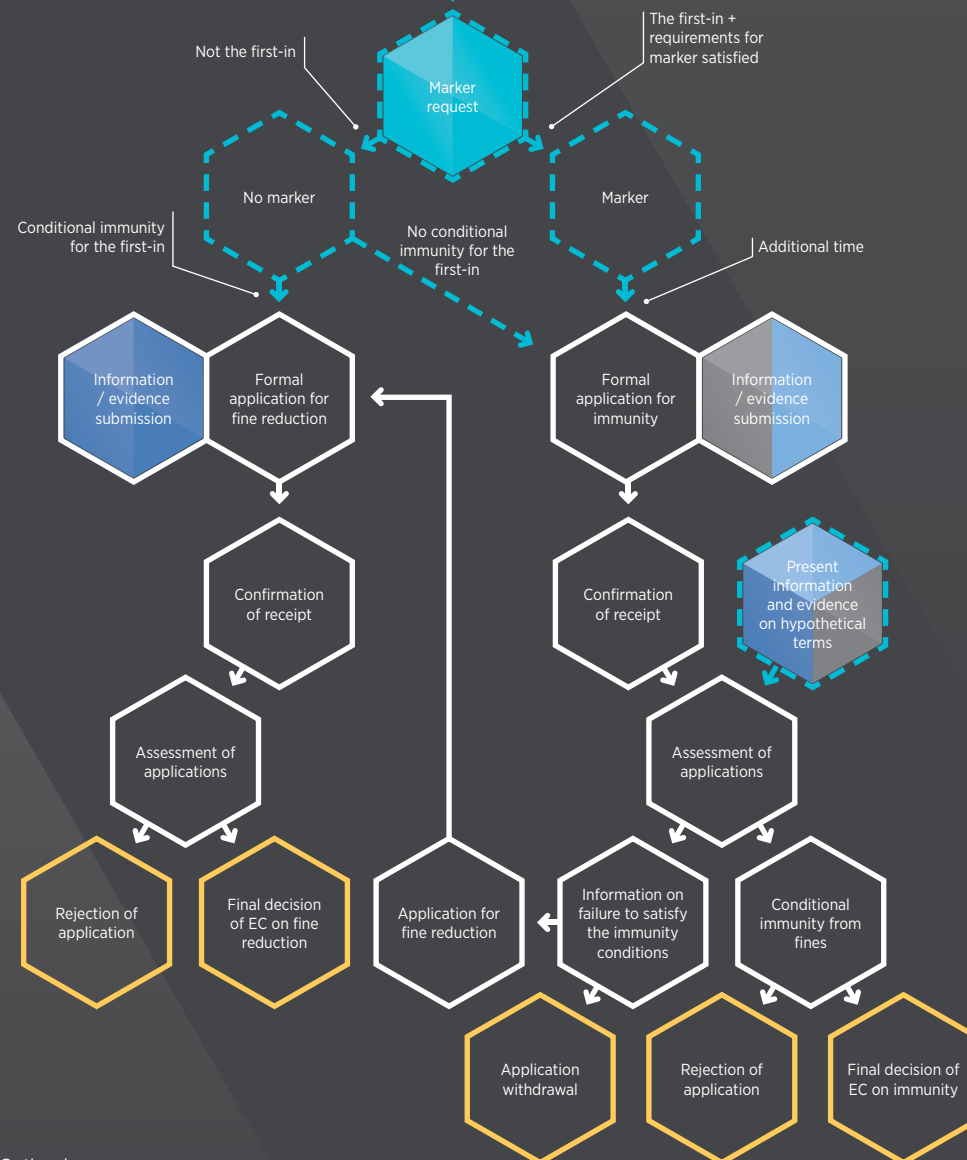 Not the first-in
The first-in +
requirements for
marker satisfied
Marker
request
No marker
Marker
Conditional immunity
for the first-in
No conditional
immunity for the
first-in
Additional time
Information
/ evidence
submission
Formal
application for
fine reduction
Formal
application for
immunity
Information
/ evidence
submission
Confirmation
of receipt
Confirmation
of receipt
Present
information
and evidence
on hypothetical
terms
Assessment of
applications
Assessment of
applications
Rejection of
application
Final decision
of EC on fine
reduction
Application for
fine reduction
Information on
failure to satisfy
the immunity
conditions
Conditional
immunity from
fines
Application
withdrawal
Rejection of
application
Final decision of
EC on immunity